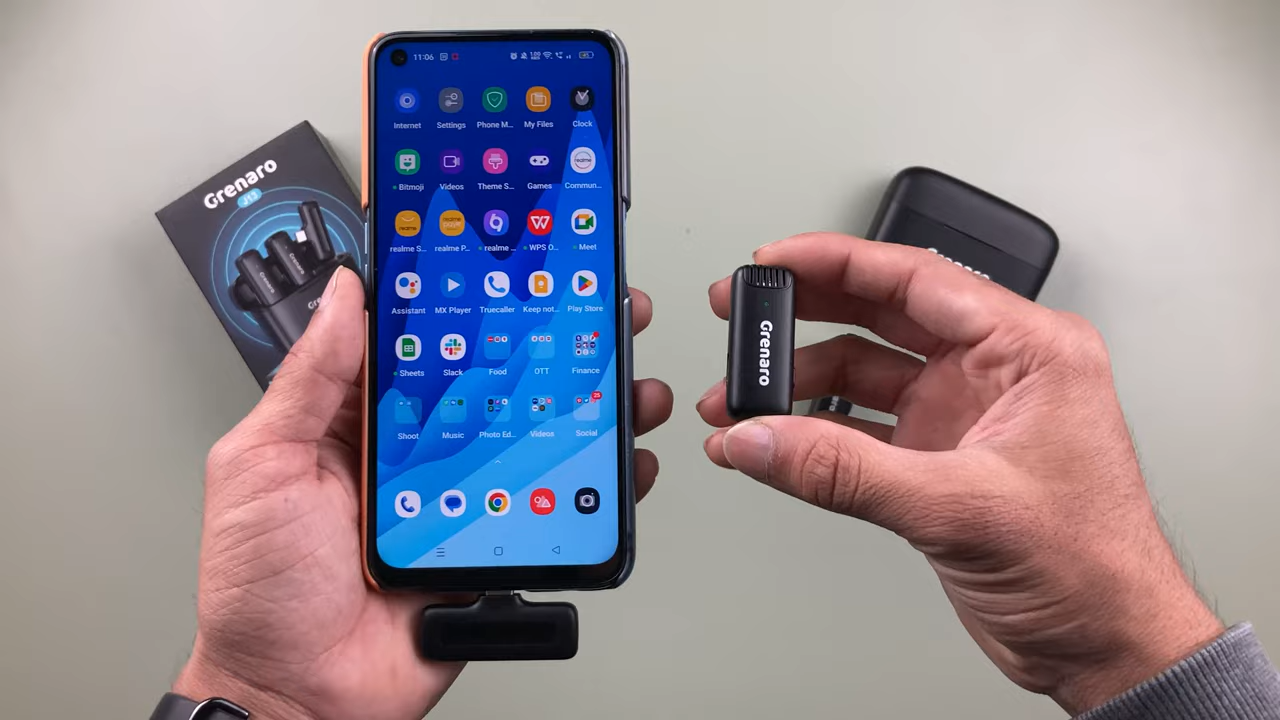 11:06
Internet
Settings
Phone M...
My Files
Clock
Bitmoji
Videos
Theme S...
Games
Commun...
realme S...
realme P...
realme ...
WPS O...
Meet
Assistant
MX Player
Truecaller
Keep not...
Play Store
Sheets
Slack
Food
OTT
Finance
Shoot
Music
Photo Ed...
Videos
Social
25
Grenaro
J13
Grenaro